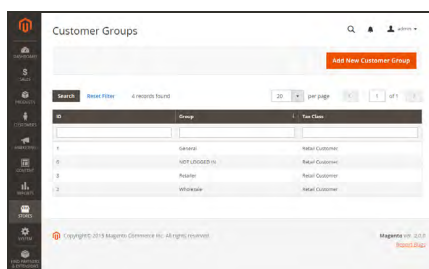 Customer Groups
admin
Add New Customer Group
DASHBOARD
SALES
PRODUCTS
CUSTOMERS
MARKETING
CONTENT
REPORTS
STORES
SYSTEM
FIND PARTNERS
& EXTENSIONS
Search Reset Filter 4 records found 20 per page 1 of 1
ID Group Tax Class
1 General Retail Customer
0 NOT LOGGED IN Retail Customer
3 Retailer Retail Customer
2 Wholesale Retail Customer
Magento Commerce Inc. All rights reserved.
Magento
Report Bugs